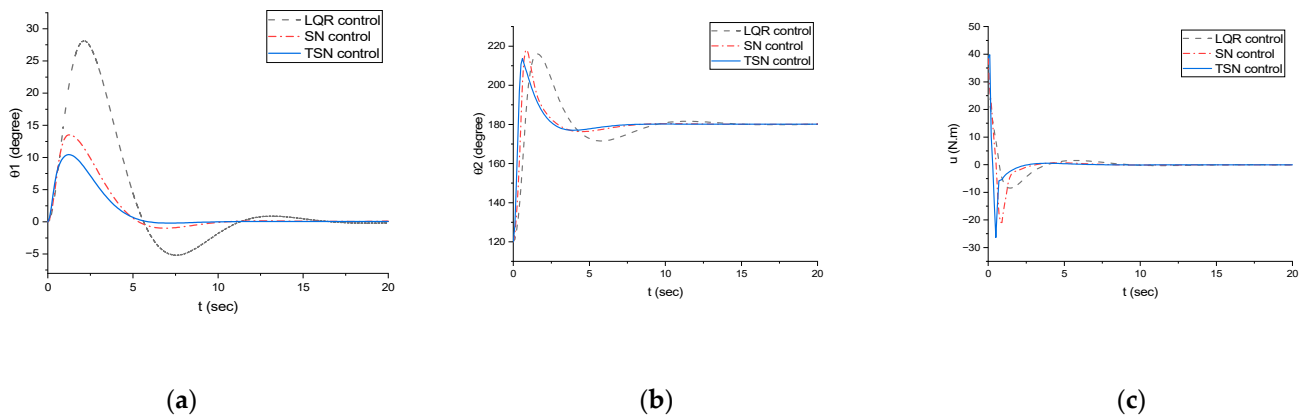 LQR control
SN control
TSN control
30
25
20
15
10
5
0
-5
θ1 (degree)
0 5 10 15 20
t (sec)
(a)
LQR control
SN control
TSN control
220
200
180
160
140
120
θ2 (degree)
0 5 10 15 20
t (sec)
(b)
LQR control
SN control
TSN control
50
40
30
20
10
0
-10
-20
-30
u (N.m)
0 5 10 15 20
t (sec)
(c)